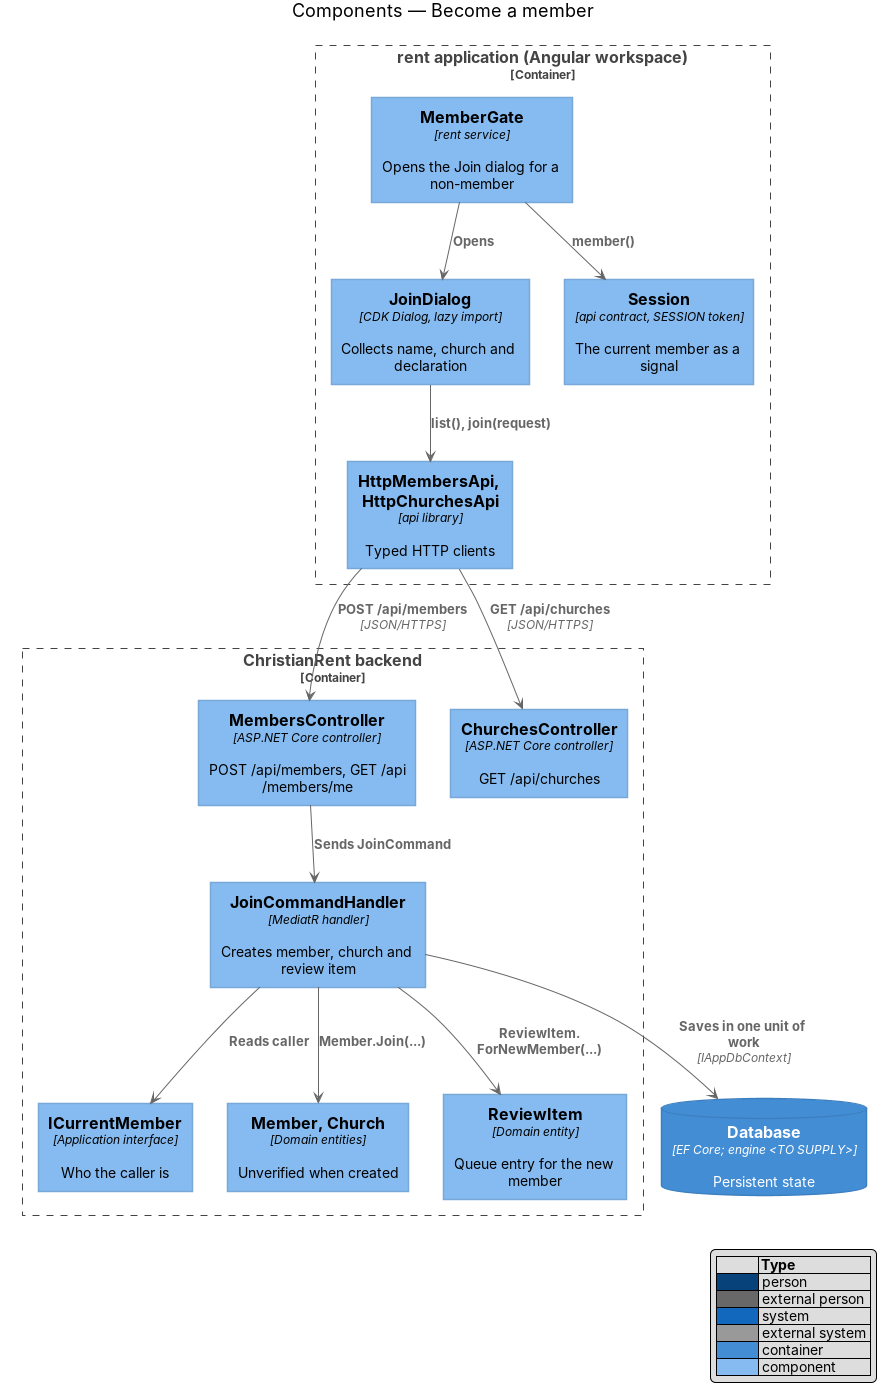 Components — Become a member
rent application (Angular workspace)
[Container]
MemberGate
[rent service]
Opens the Join dialog for a
non-member
Opens
member()
JoinDialog
[CDK Dialog, lazy import]
Collects name, church and
declaration
Session
[api contract, SESSION token]
The current member as a
signal
list(), join(request)
HttpMembersApi,
HttpChurchesApi
[api library]
Typed HTTP clients
POST /api/members
[JSON/HTTPS]
GET /api/churches
[JSON/HTTPS]
ChristianRent backend
[Container]
MembersController
[ASP.NET Core controller]
POST /api/members, GET /api
/members/me
ChurchesController
[ASP.NET Core controller]
GET /api/churches
Sends JoinCommand
JoinCommandHandler
[MediatR handler]
Creates member, church and
review item
Reads caller
Member.Join(...)
ReviewItem.
ForNewMember(...)
Saves in one unit of
work
[IAppDbContext]
ICurrentMember
[Application interface]
Who the caller is
Member, Church
[Domain entities]
Unverified when created
ReviewItem
[Domain entity]
Queue entry for the new
member
Database
[EF Core; engine <TO SUPPLY>]
Persistent state
Type
person
external person
system
external system
container
component